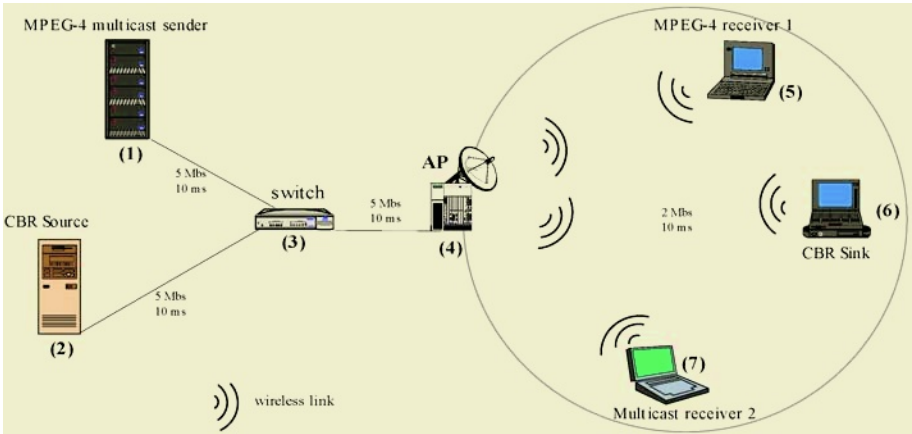 MPEG-4 multicast sender
MPEG-4 receiver 1
(1)
(5)
5 Mbs
10 ms
AP
switch
5 Mbs
10 ms
2 Mbs
10 ms
(6)
CBR Source
(3)
(4)
CBR Sink
5 Mbs
10 ms
(2)
(7)
wireless link
Multicast receiver 2